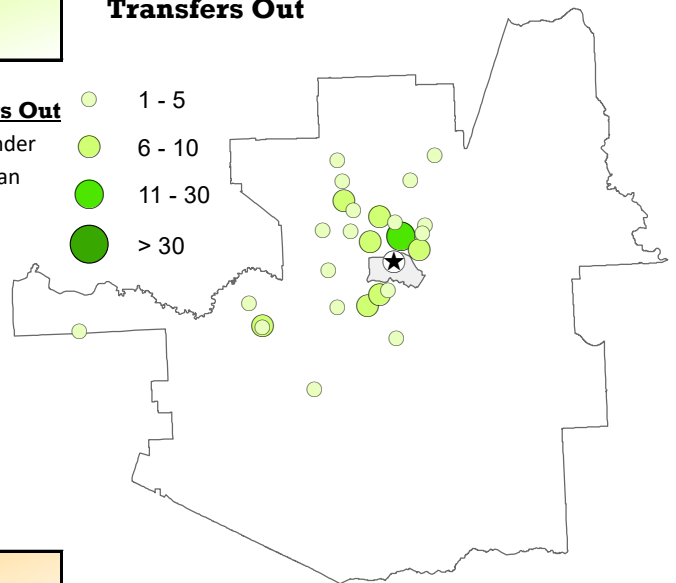 Transfers Out
s Out
nder
an
1 - 5
6 - 10
11 - 30
> 30